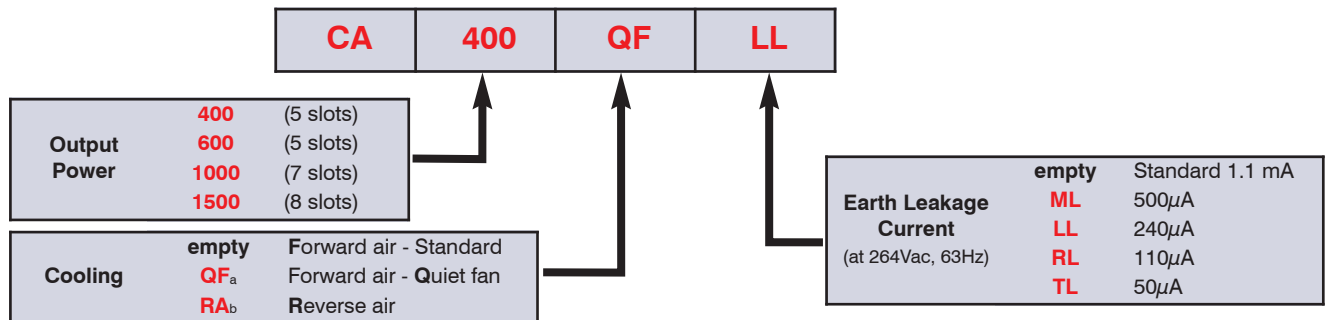 CA 400 QF LL
Output Power
400 (5 slots)
600 (5 slots)
1000 (7 slots)
1500 (8 slots)
Cooling
empty Forward air - Standard
QFa Forward air - Quiet fan
RAb Reverse air
Earth Leakage
Current
(at 264Vac, 63Hz)
empty Standard 1.1 mA
ML 500µA
LL 240µA
RL 110µA
TL 50µA